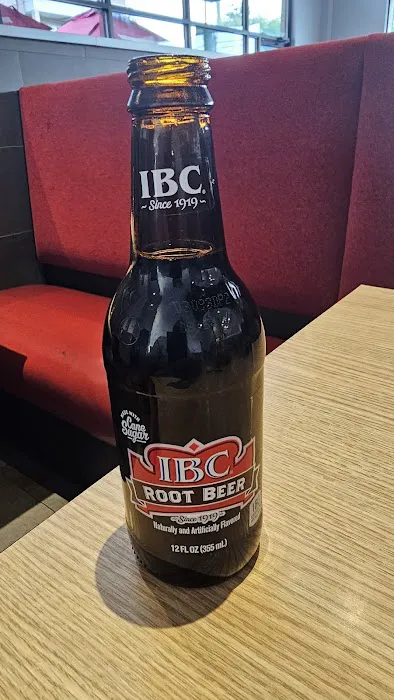 IBC
~ Since 1919 ~
MADE WITH
Cane
Sugar
IBC
ROOT BEER
Since 1919
Naturally and Artificially Flavored
12 FL OZ (355 mL)